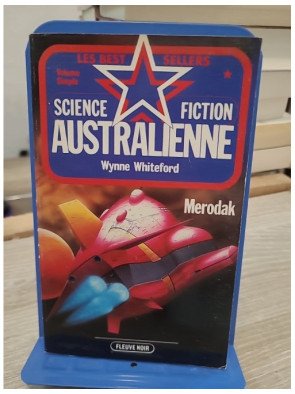 LES BEST SELLERS
Volume
Simple
SCIENCE FICTION
AUSTRALIENNE
Wynne Whiteford
Merodak
FLEUVE NOIR